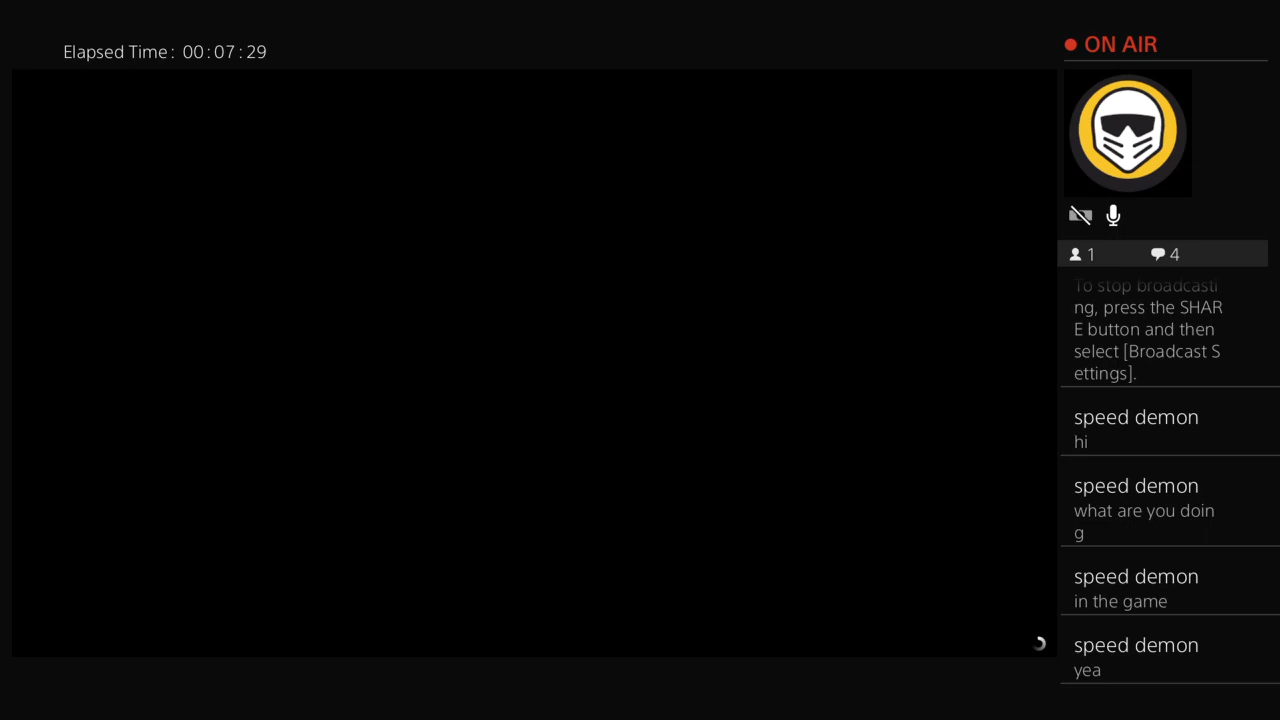 Elapsed Time: 00:07:29
ON AIR
1 4
To stop broadcasti
ng, press the SHAR
E button and then
select [Broadcast S
ettings].
speed demon
hi
speed demon
what are you doin
g
speed demon
in the game
speed demon
yea